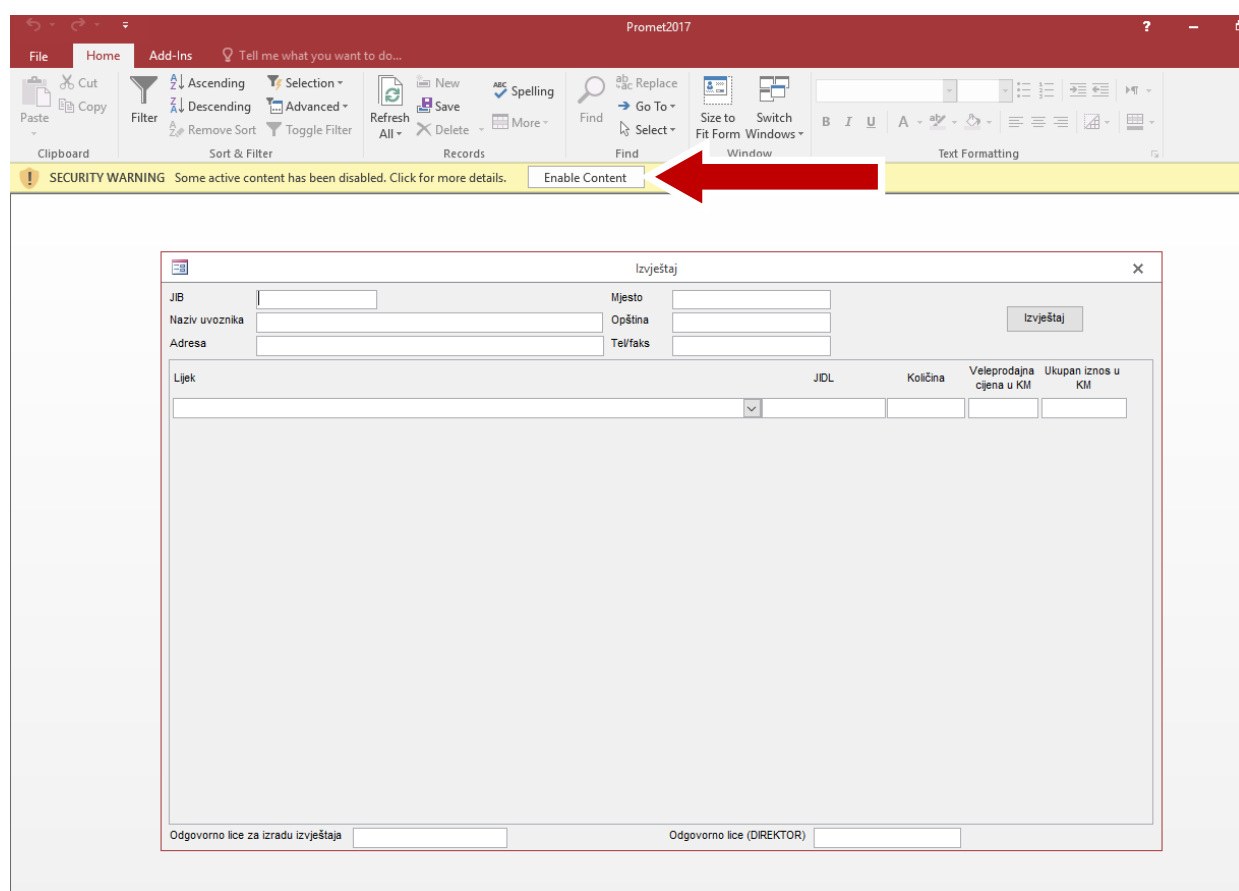 Promet2017 ?
File Home Add-Ins Tell me what you want to do...
Cut
Copy
Paste
Clipboard
Filter
Ascending
Descending
Remove Sort
Selection
Advanced
Toggle Filter
Sort & Filter
Refresh All
New
Save
Delete
Spelling
More
Records
Find
Replace
Go To
Select
Find
Size to Fit Form
Switch Windows
Window
B I U A
Text Formatting
SECURITY WARNING Some active content has been disabled. Click for more details. Enable Content
Izvještaj
JIB Mjesto
Naziv uvoznika Opština Izvještaj
Adresa Tel/faks
Lijek JIDL Količina Veleprodajna cijena u KM Ukupan iznos u KM
Odgovorno lice za izradu izvještaja Odgovorno lice (DIREKTOR)